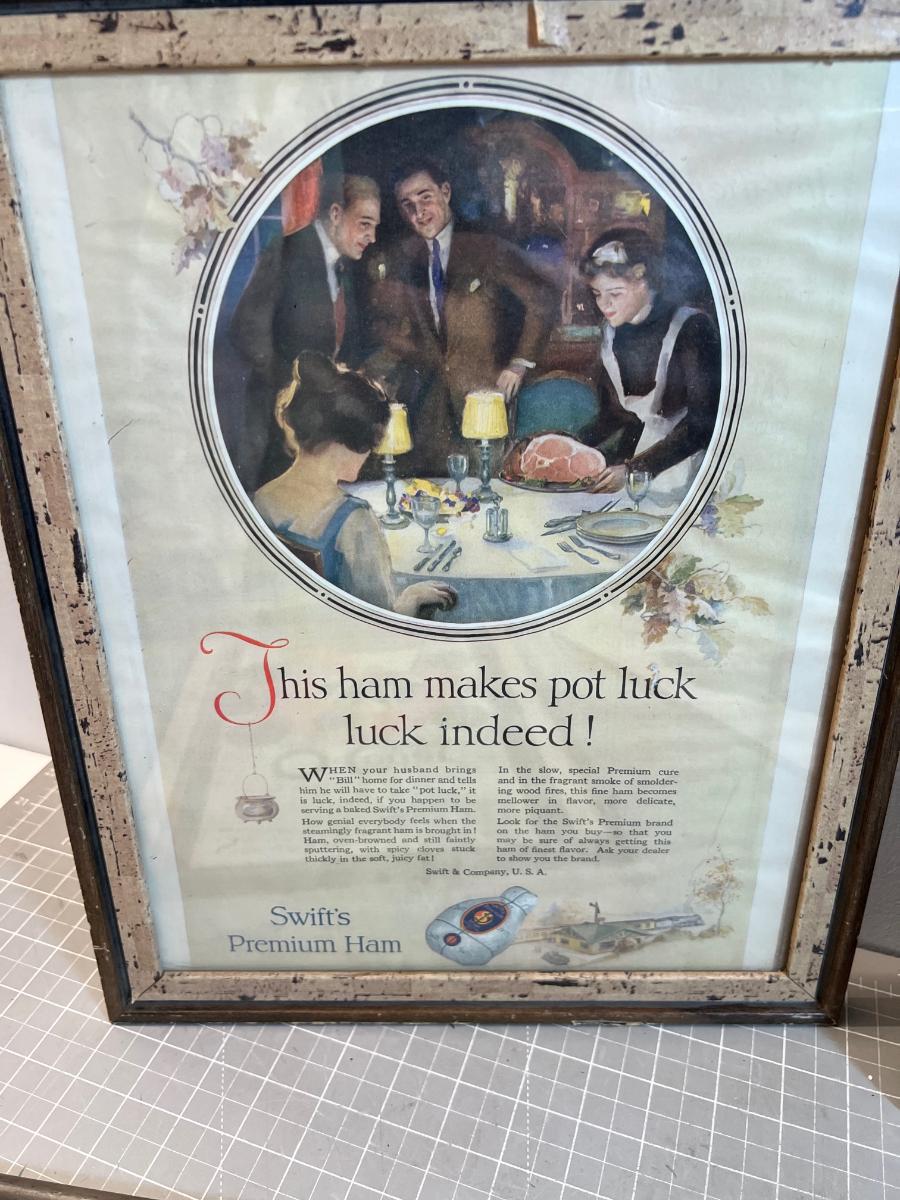 This ham makes pot luck
luck indeed!
WHEN your husband brings
"Bill" home for dinner and tells
him he will have to take "pot luck," it
is luck, indeed, if you happen to be
serving a baked Swift's Premium Ham.
How genial everybody feels when the
steamingly fragrant ham is brought in!
Ham, oven-browned and still faintly
sputtering, with spicy cloves stuck
thickly in the soft, juicy fat!
In the slow, special Premium cure
and in the fragrant smoke of smolder-
ing wood fires, this fine ham becomes
mellower in flavor, more delicate,
more piquant.
Look for the Swift's Premium brand
on the ham you buy—so that you
may be sure of always getting this
ham of finest flavor. Ask your dealer
to show you the brand.
Swift & Company, U. S. A.
Swift's
Premium Ham